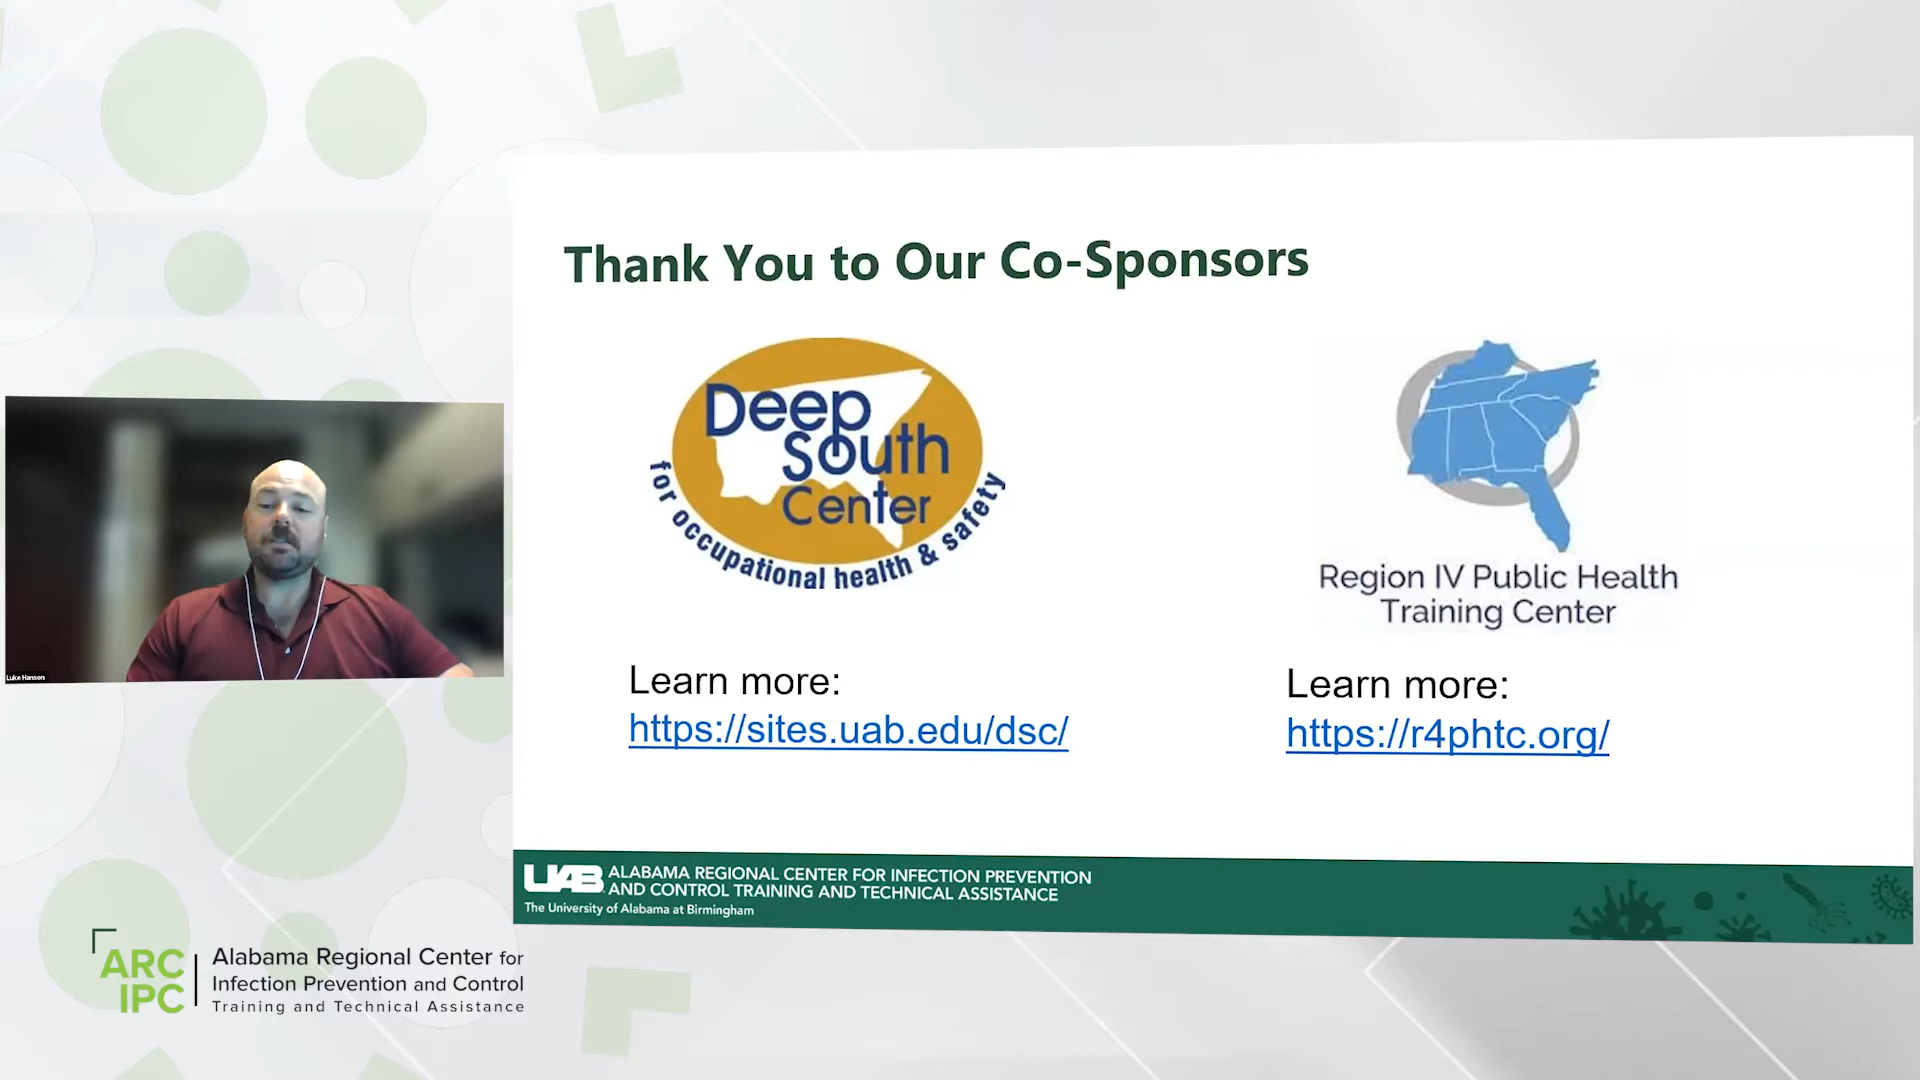 Thank You to Our Co-Sponsors
Deep
South
Center
for occupational health & safety
Learn more:
https://sites.uab.edu/dsc/
Region IV Public Health
Training Center
Learn more:
https://r4phtc.org/
Luke Hanson
UAB
ALABAMA REGIONAL CENTER FOR INFECTION PREVENTION
AND CONTROL TRAINING AND TECHNICAL ASSISTANCE
The University of Alabama at Birmingham
ARC
IPC
Alabama Regional Center for
Infection Prevention and Control
Training and Technical Assistance